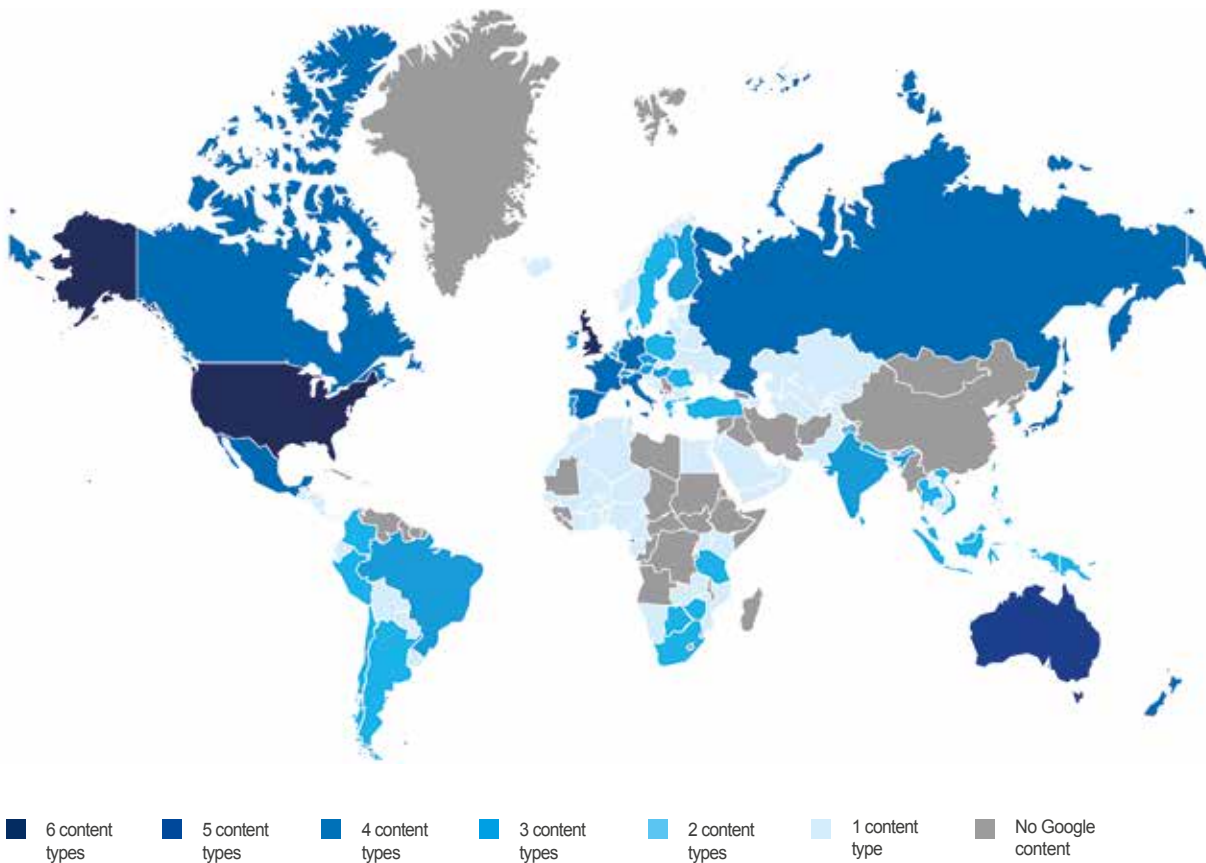 6 content
types
5 content
types
4 content
types
3 content
types
2 content
types
1 content
type
No Google
content